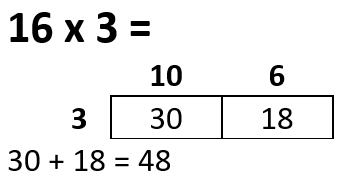 16 x 3 =
10 6
3 30 18
30 + 18 = 48